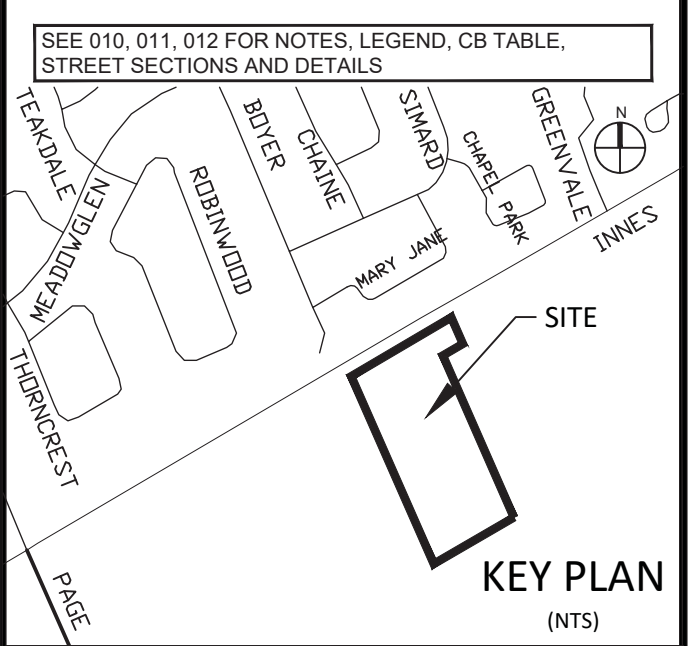 SEE 010, 011, 012 FOR NOTES, LEGEND, CB TABLE,
STREET SECTIONS AND DETAILS
TEAKDALE
BOYER
CHAINE
SIMARD
GREENVALE
N
CHAPEL PARK
MEADOWGLEN
ROBINWOOD
INNES
MARY JANE
SITE
THORNCREST
KEY PLAN
(NTS)
PAGE